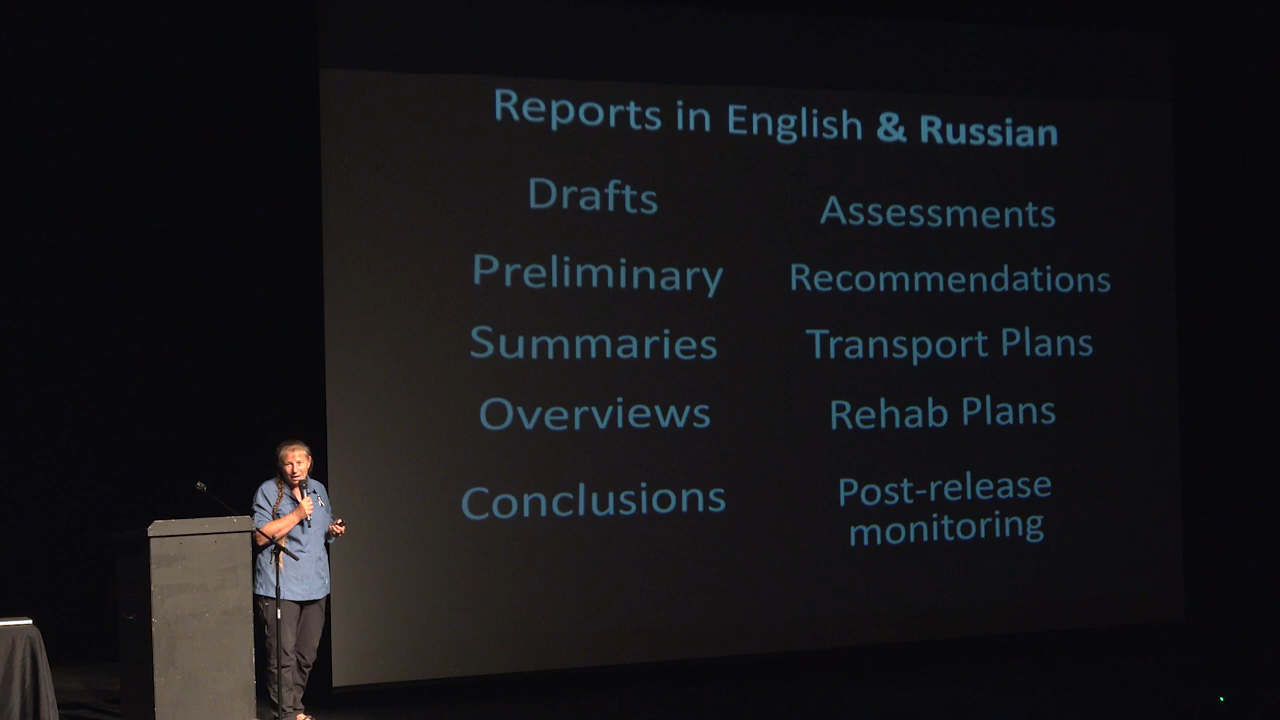 Reports in English & Russian
Drafts
Preliminary
Summaries
Overviews
Conclusions
Assessments
Recommendations
Transport Plans
Rehab Plans
Post-release
monitoring